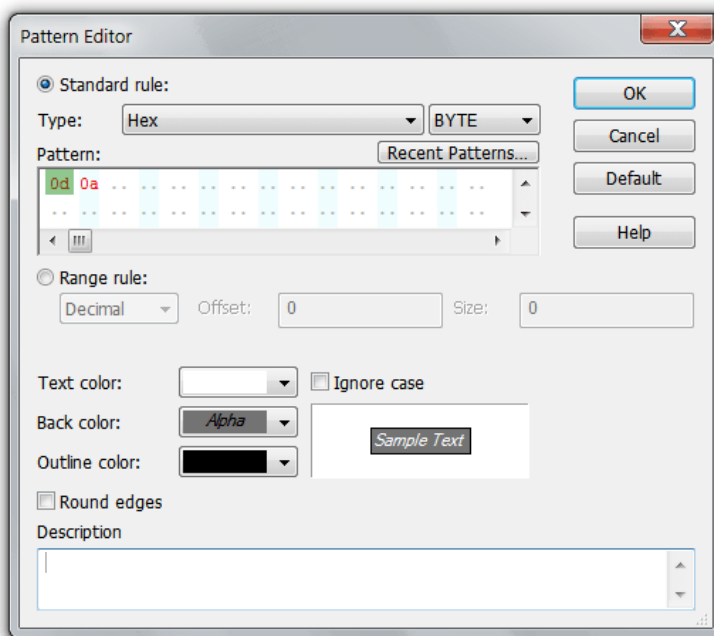 Pattern Editor
Standard rule:
OK
Type: Hex BYTE
Cancel
Pattern: Recent Patterns...
0d 0a .. .. .. .. .. .. .. .. .. .. .. .. ..
Default
.. .. .. .. .. .. .. .. .. .. .. .. .. .. ..
Help
Range rule:
Decimal Offset: 0 Size: 0
Text color: Ignore case
Back color: Alpha
Sample Text
Outline color:
Round edges
Description